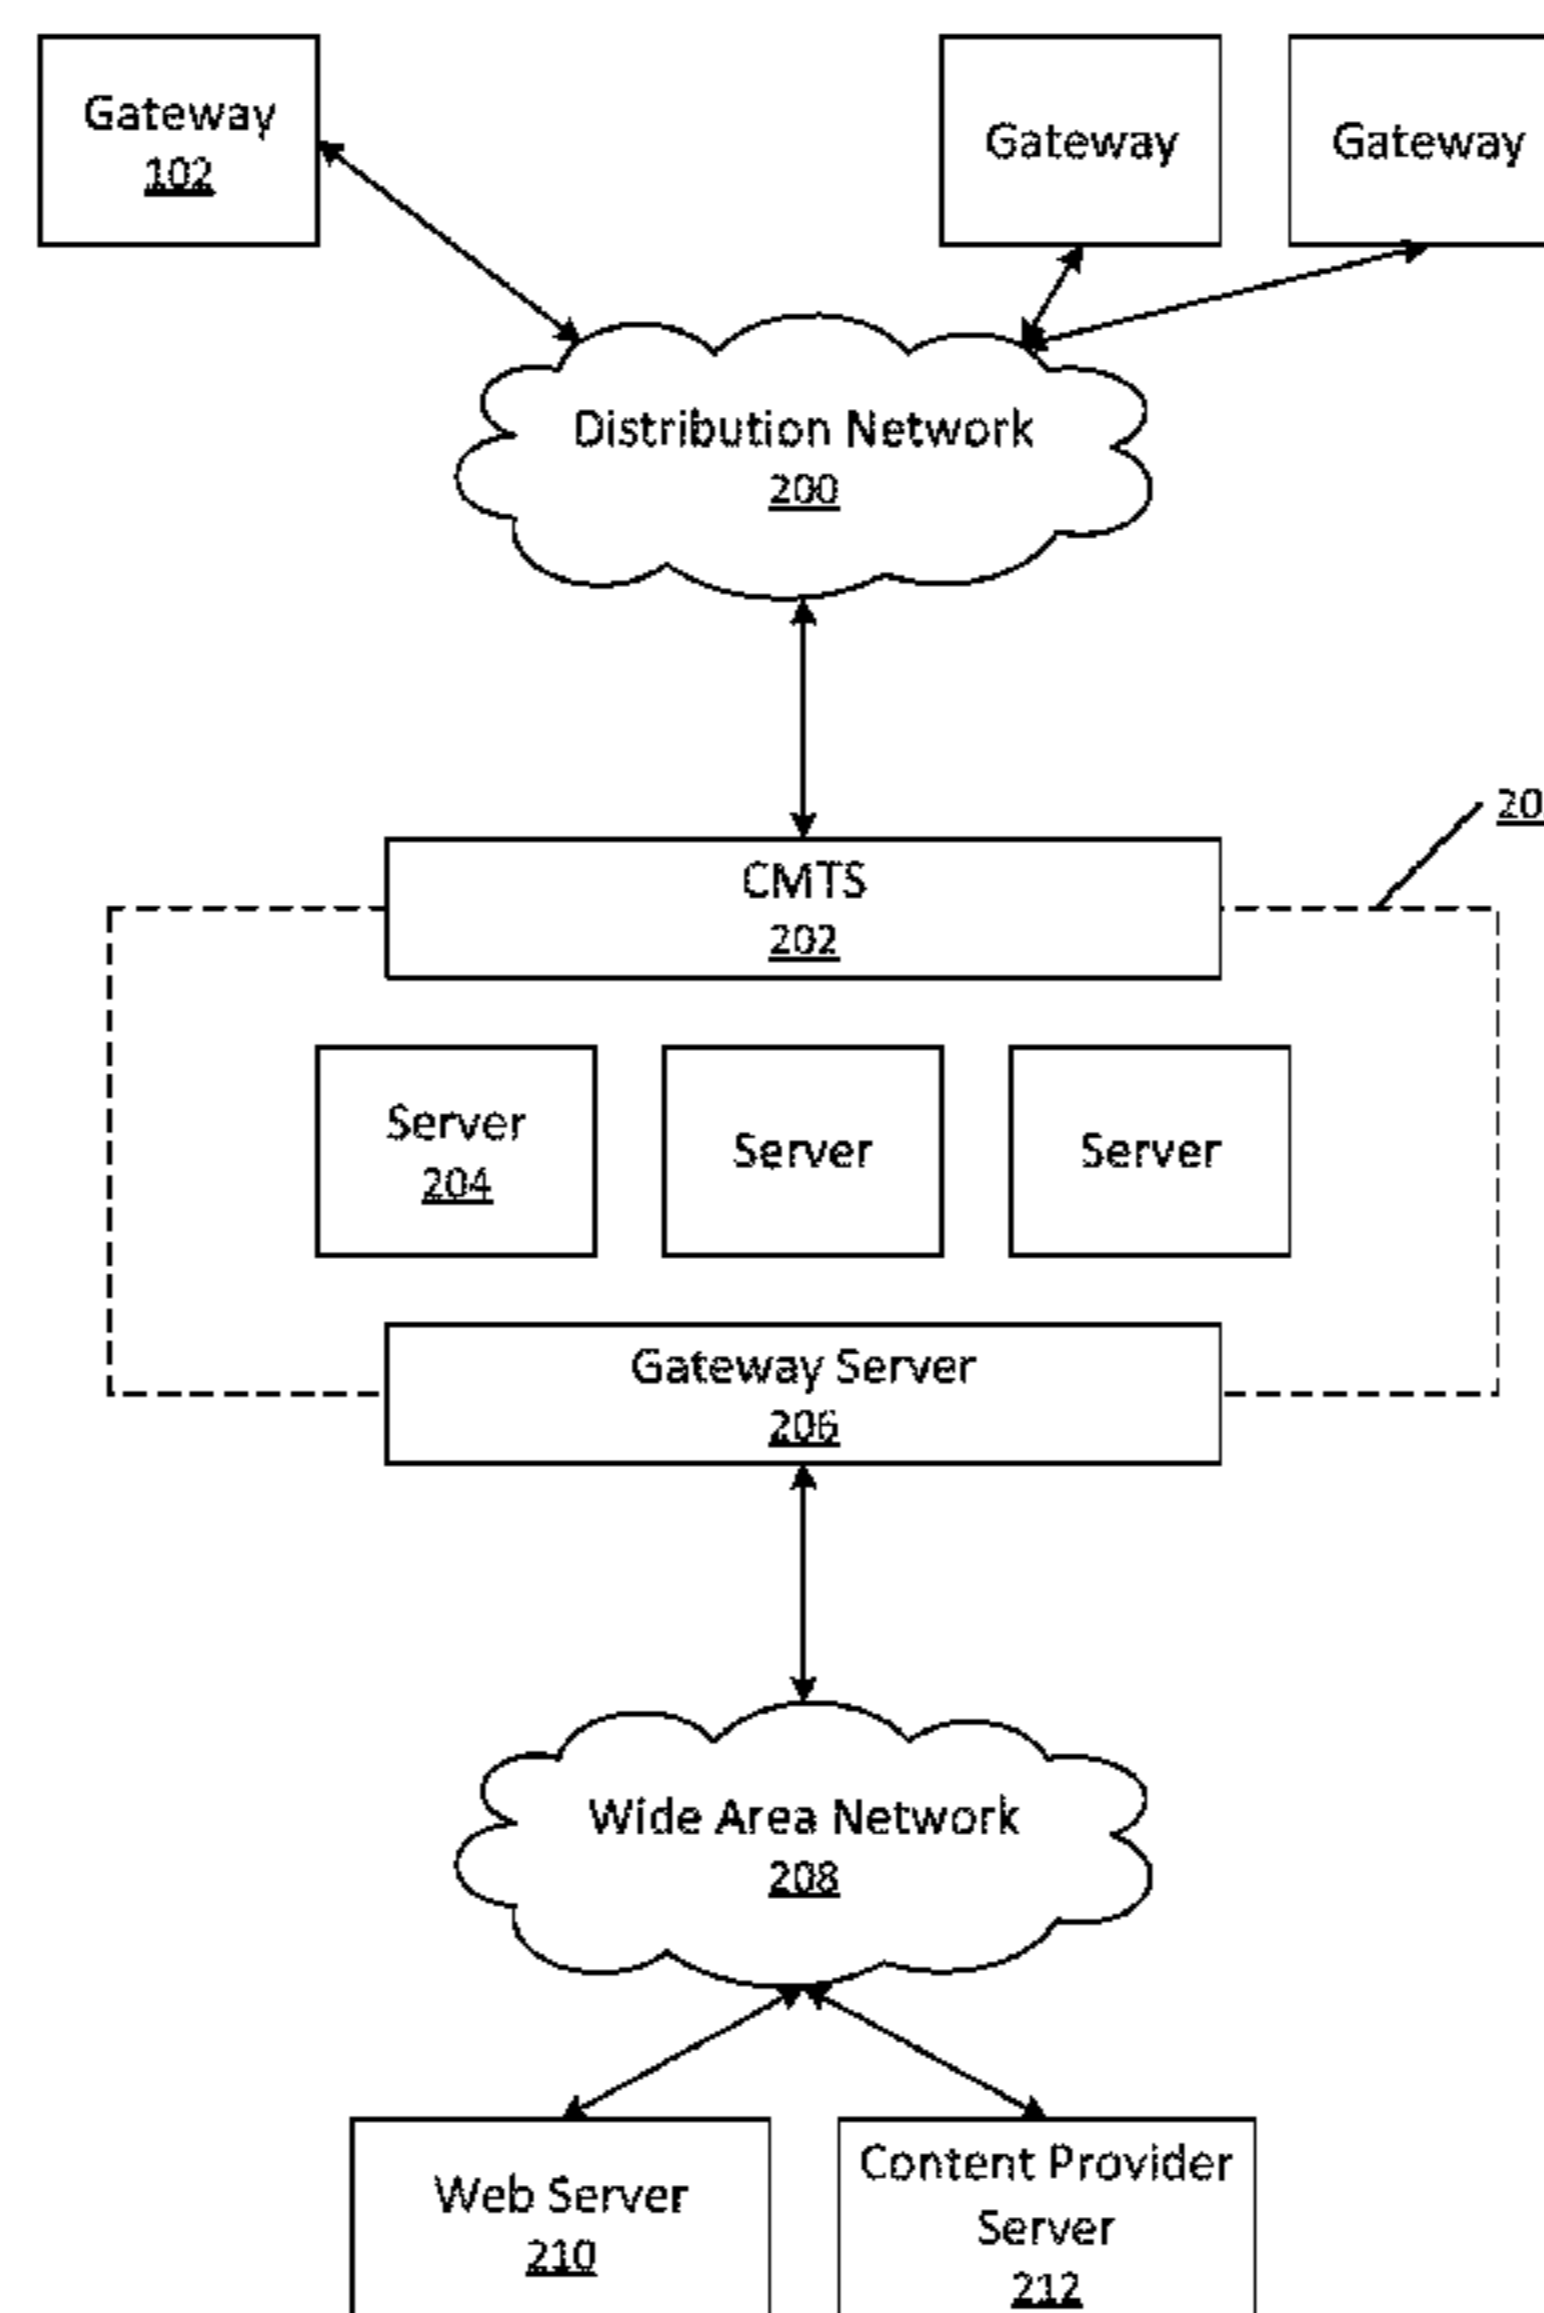 Gateway
102
Gateway
Gateway
Distribution Network
200
20
CMTS
202
Server
204
Server
Server
Gateway Server
206
Wide Area Network
208
Web Server
210
Content Provider
Server
212